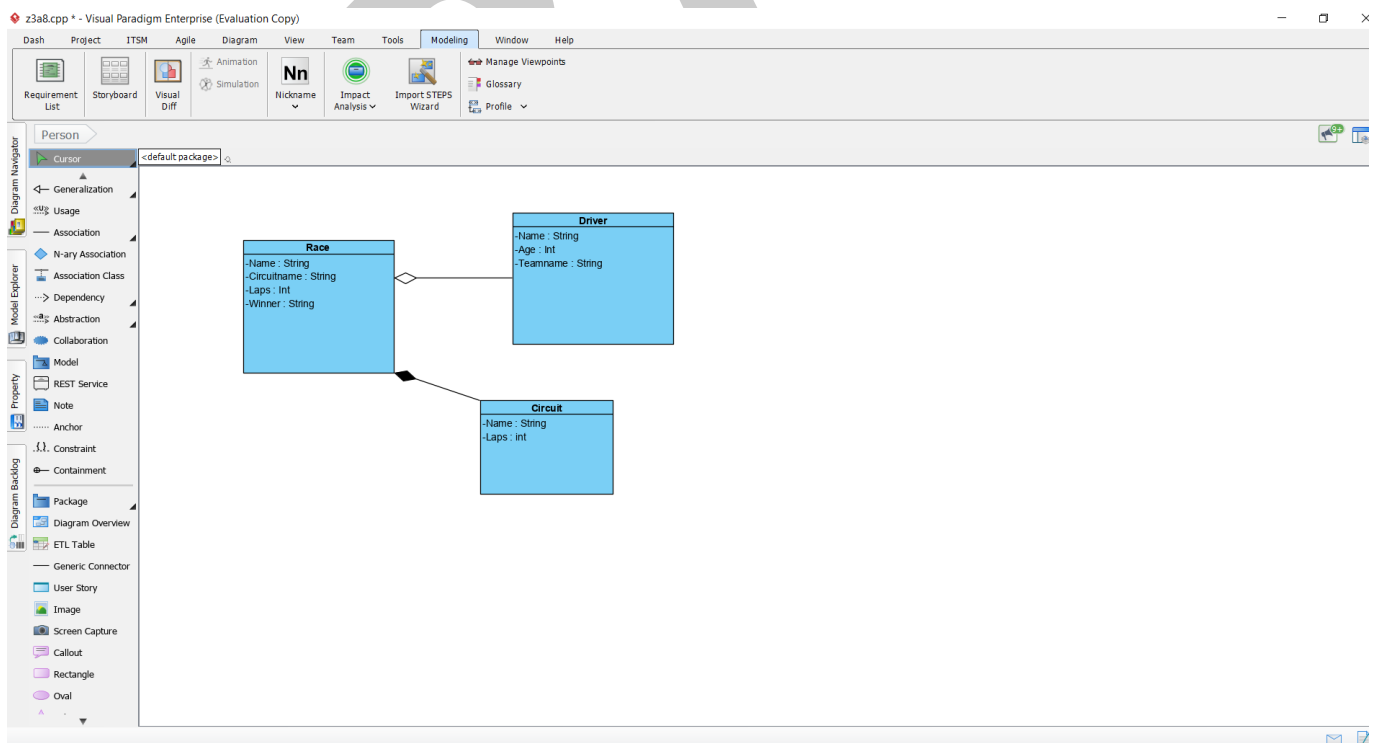 z3a8.cpp * - Visual Paradigm Enterprise (Evaluation Copy)
Dash Project ITSM Agile Diagram View Team Tools Modeling Window Help
Requirement List
Storyboard
Visual Diff
Animation
Simulation
Nn
Nickname
Impact Analysis
Import STEPS Wizard
Manage Viewpoints
Glossary
Profile
Person
9+
Diagram Navigator
Model Explorer
Property
Diagram Backlog
Cursor
<default package>
Generalization
«U»
Usage
Association
N-ary Association
Association Class
Dependency
Abstraction
Collaboration
Model
REST Service
Note
Anchor
.{}. Constraint
Containment
Package
Diagram Overview
ETL Table
Generic Connector
User Story
Image
Screen Capture
Callout
Rectangle
Oval
Race
-Name : String
-Circuitname : String
-Laps : Int
-Winner : String
Driver
-Name : String
-Age : Int
-Teamname : String
Circuit
-Name : String
-Laps : int